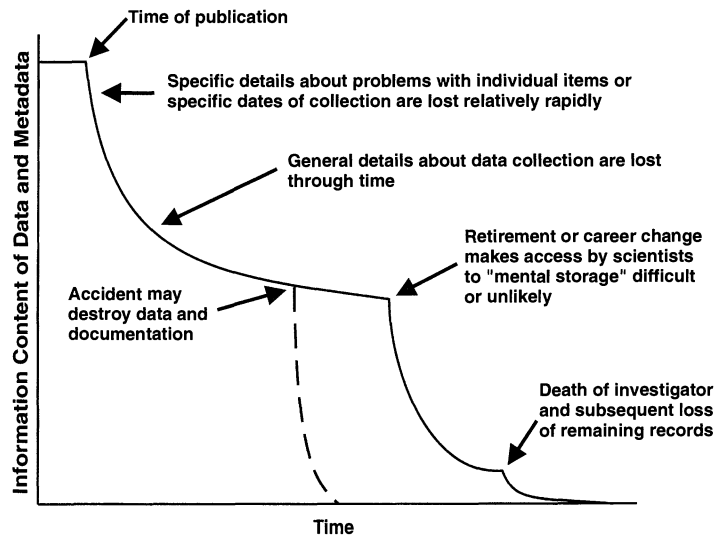 Time of publication
Specific details about problems with individual items or
specific dates of collection are lost relatively rapidly
General details about data collection are lost
through time
Retirement or career change
makes access by scientists
to "mental storage" difficult
or unlikely
Accident may
destroy data and
documentation
Death of investigator
and subsequent loss
of remaining records
Information Content of Data and Metadata
Time